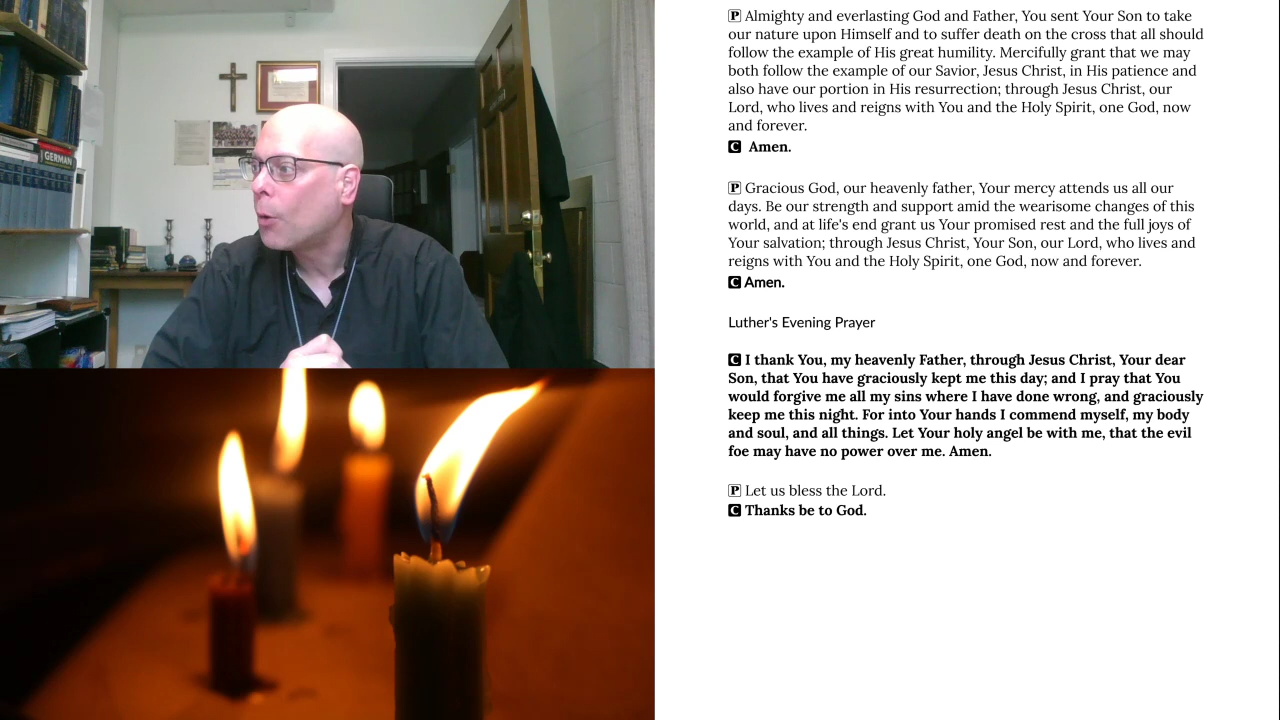 GERMAN
P Almighty and everlasting God and Father, You sent Your Son to take
our nature upon Himself and to suffer death on the cross that all should
follow the example of His great humility. Mercifully grant that we may
both follow the example of our Savior, Jesus Christ, in His patience and
also have our portion in His resurrection; through Jesus Christ, our
Lord, who lives and reigns with You and the Holy Spirit, one God, now
and forever.
C Amen.
P Gracious God, our heavenly father, Your mercy attends us all our
days. Be our strength and support amid the wearisome changes of this
world, and at life's end grant us Your promised rest and the full joys of
Your salvation; through Jesus Christ, Your Son, our Lord, who lives and
reigns with You and the Holy Spirit, one God, now and forever.
C Amen.
Luther's Evening Prayer
C I thank You, my heavenly Father, through Jesus Christ, Your dear
Son, that You have graciously kept me this day; and I pray that You
would forgive me all my sins where I have done wrong, and graciously
keep me this night. For into Your hands I commend myself, my body
and soul, and all things. Let Your holy angel be with me, that the evil
foe may have no power over me. Amen.
P Let us bless the Lord.
C Thanks be to God.